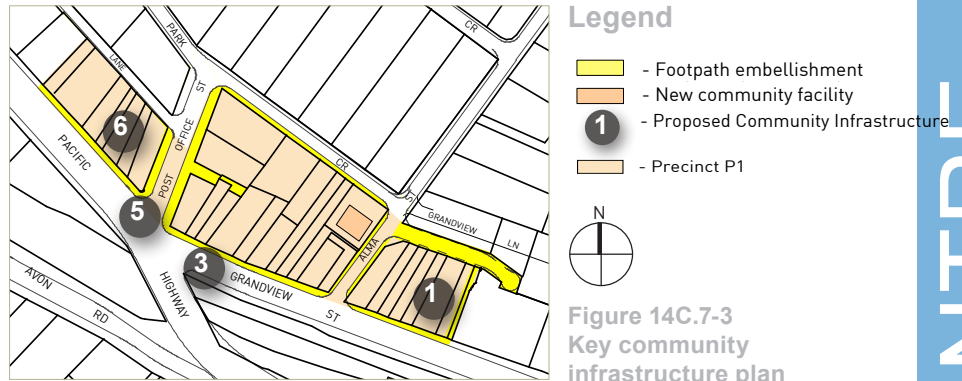 PARK
CR
LANE
ST
6
OFFICE
PACIFIC
POST
CR
ST
5
GRANDVIEW
LN
ALMA
3
GRANDVIEW
1
AVON
HIGHWAY
ST
RD
Legend
- Footpath embellishment
- New community facility
1 - Proposed Community Infrastructure
- Precinct P1
N
Figure 14C.7-3
Key community
infrastructure plan